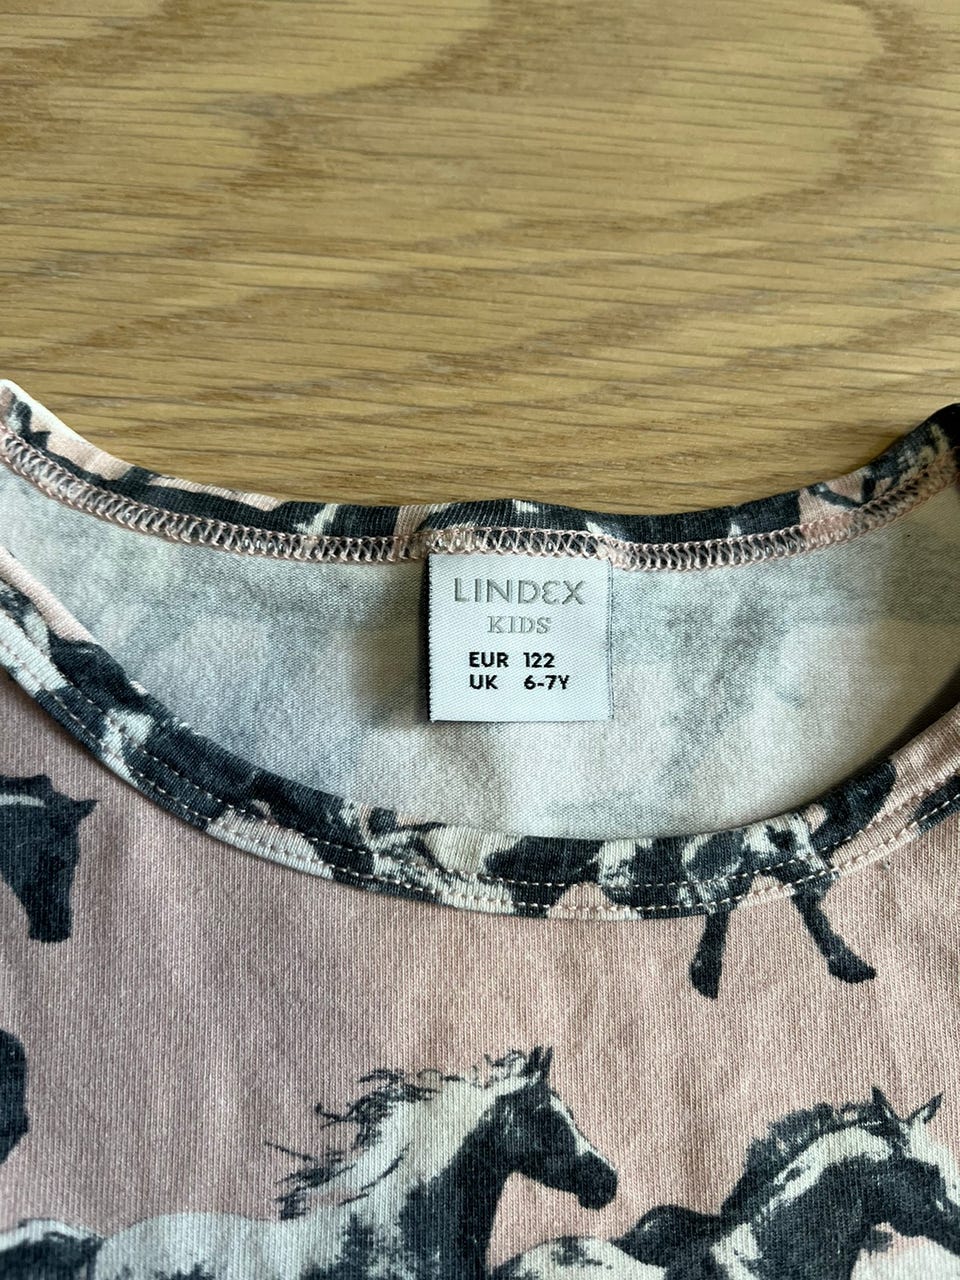 LINDEX
KIDS
EUR 122
UK 6-7Y